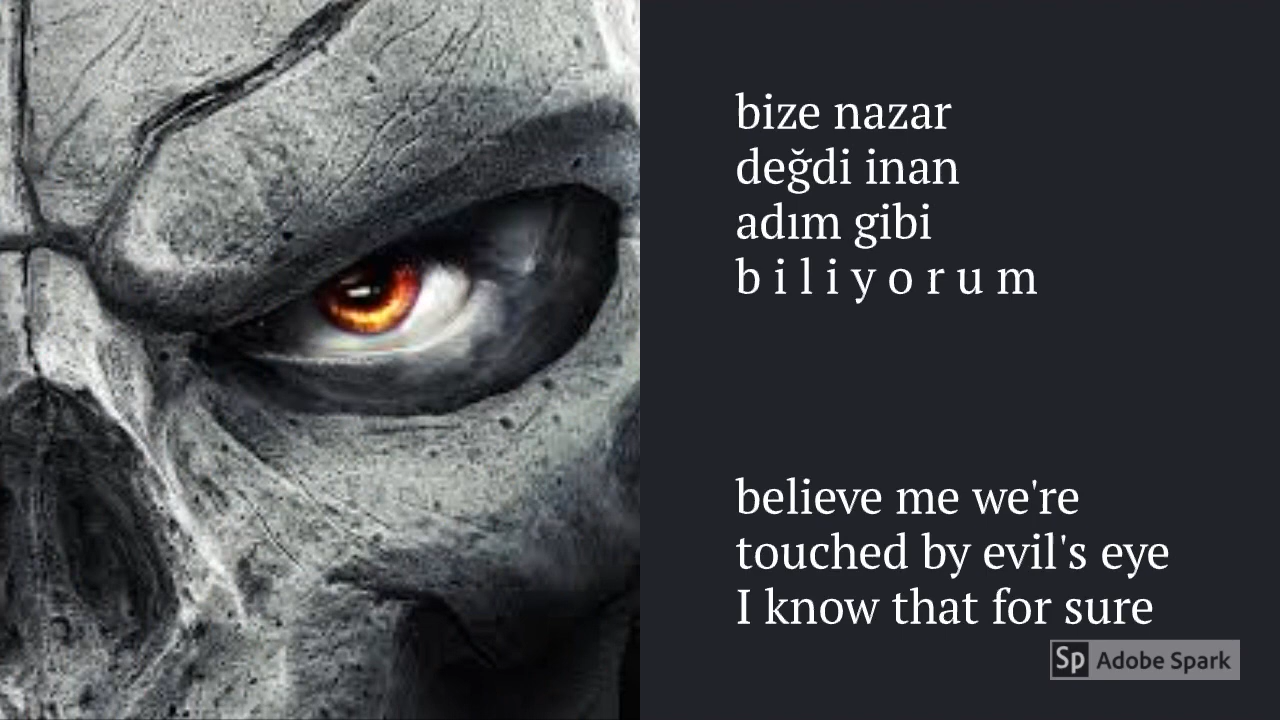 bize nazar
değdi inan
adım gibi
b i l i y o r u m
believe me we're
touched by evil's eye
I know that for sure
Sp Adobe Spark